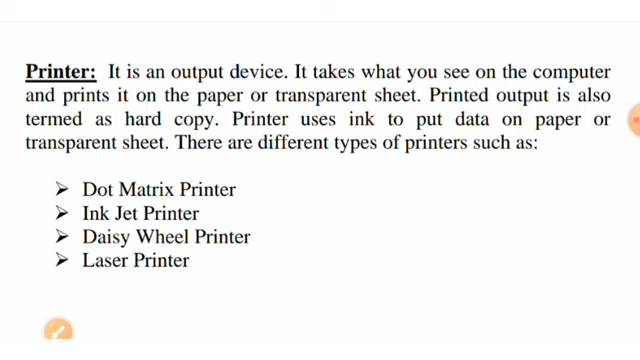 Printer: It is an output device. It takes what you see on the computer
and prints it on the paper or transparent sheet. Printed output is also
termed as hard copy. Printer uses ink to put data on paper or
transparent sheet. There are different types of printers such as:
➢ Dot Matrix Printer
➢ Ink Jet Printer
➢ Daisy Wheel Printer
➢ Laser Printer